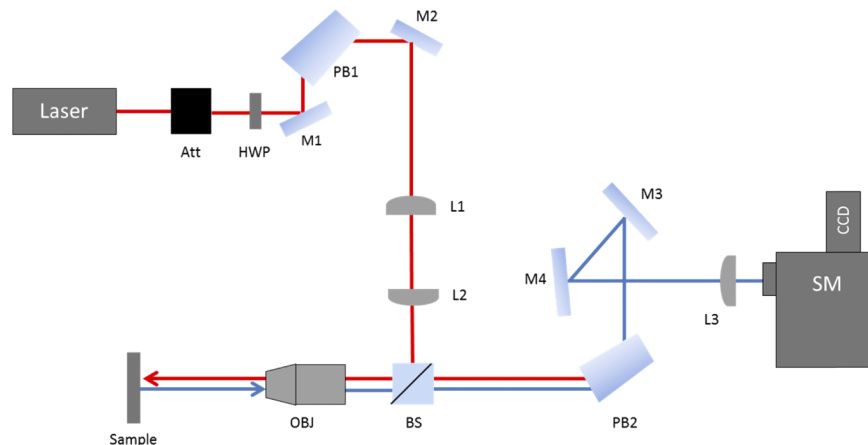 M2
PB1
Laser
M1
Att
HWP
M3
CCD
L1
M4
SM
L2
L3
OBJ
BS
PB2
Sample